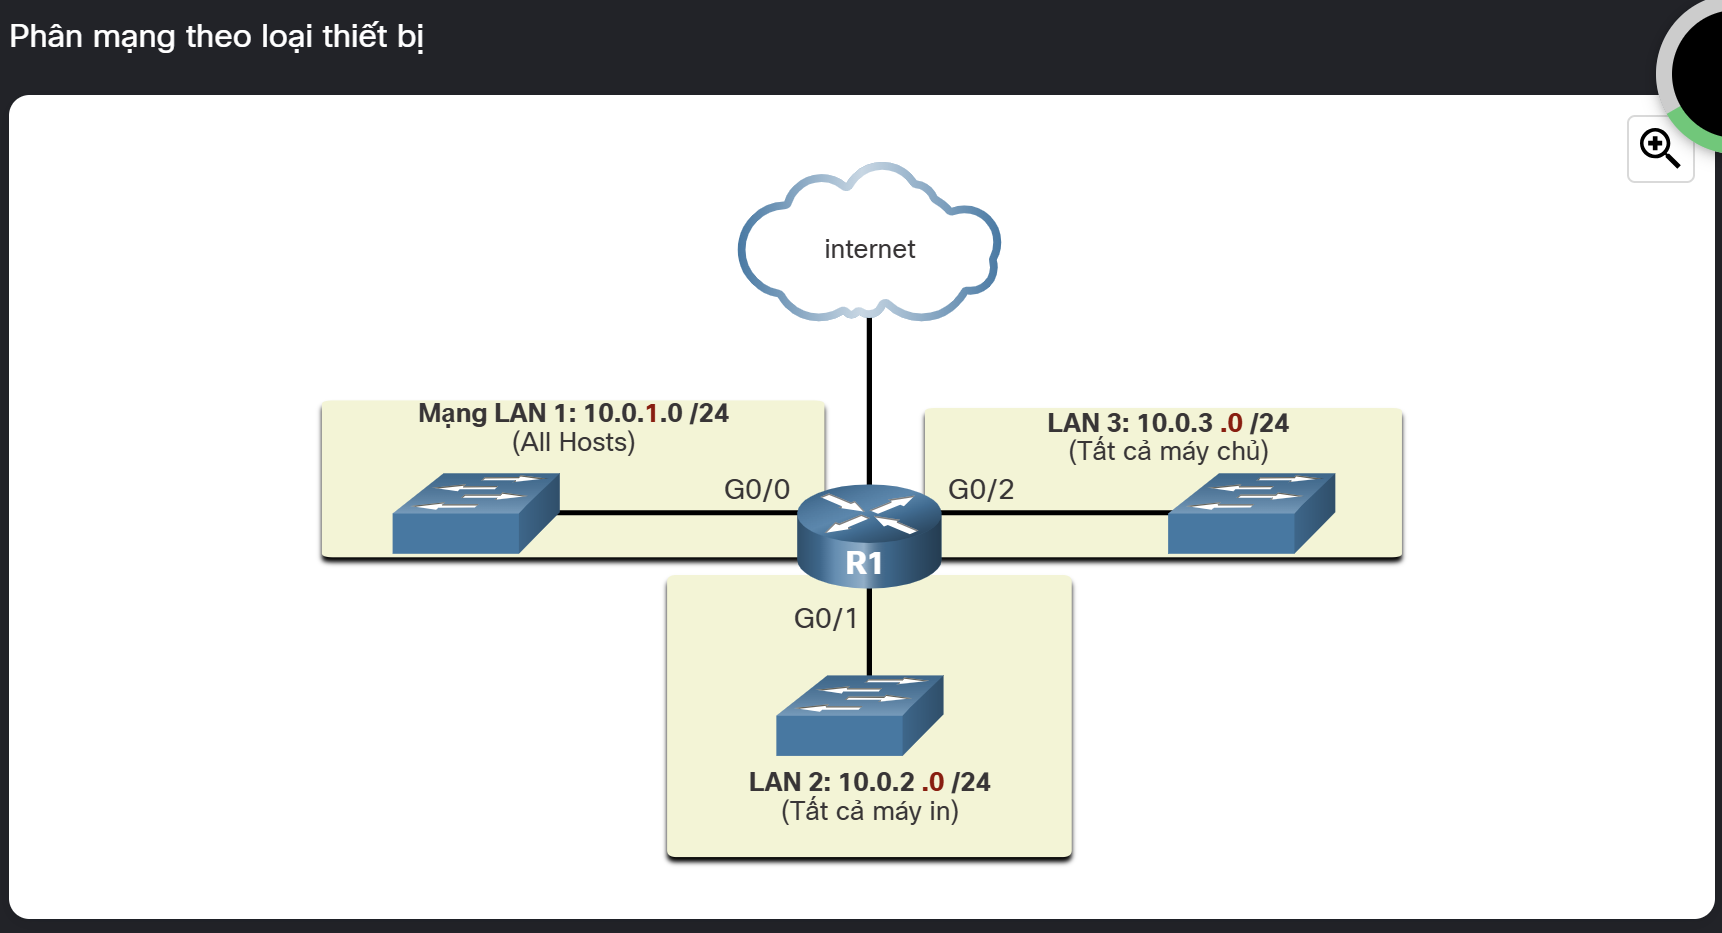 Phân mạng theo loại thiết bị
internet
Mạng LAN 1: 10.0.1.0 /24
(All Hosts)
LAN 3: 10.0.3 .0 /24
(Tất cả máy chủ)
G0/0
G0/2
R1
G0/1
LAN 2: 10.0.2 .0 /24
(Tất cả máy in)